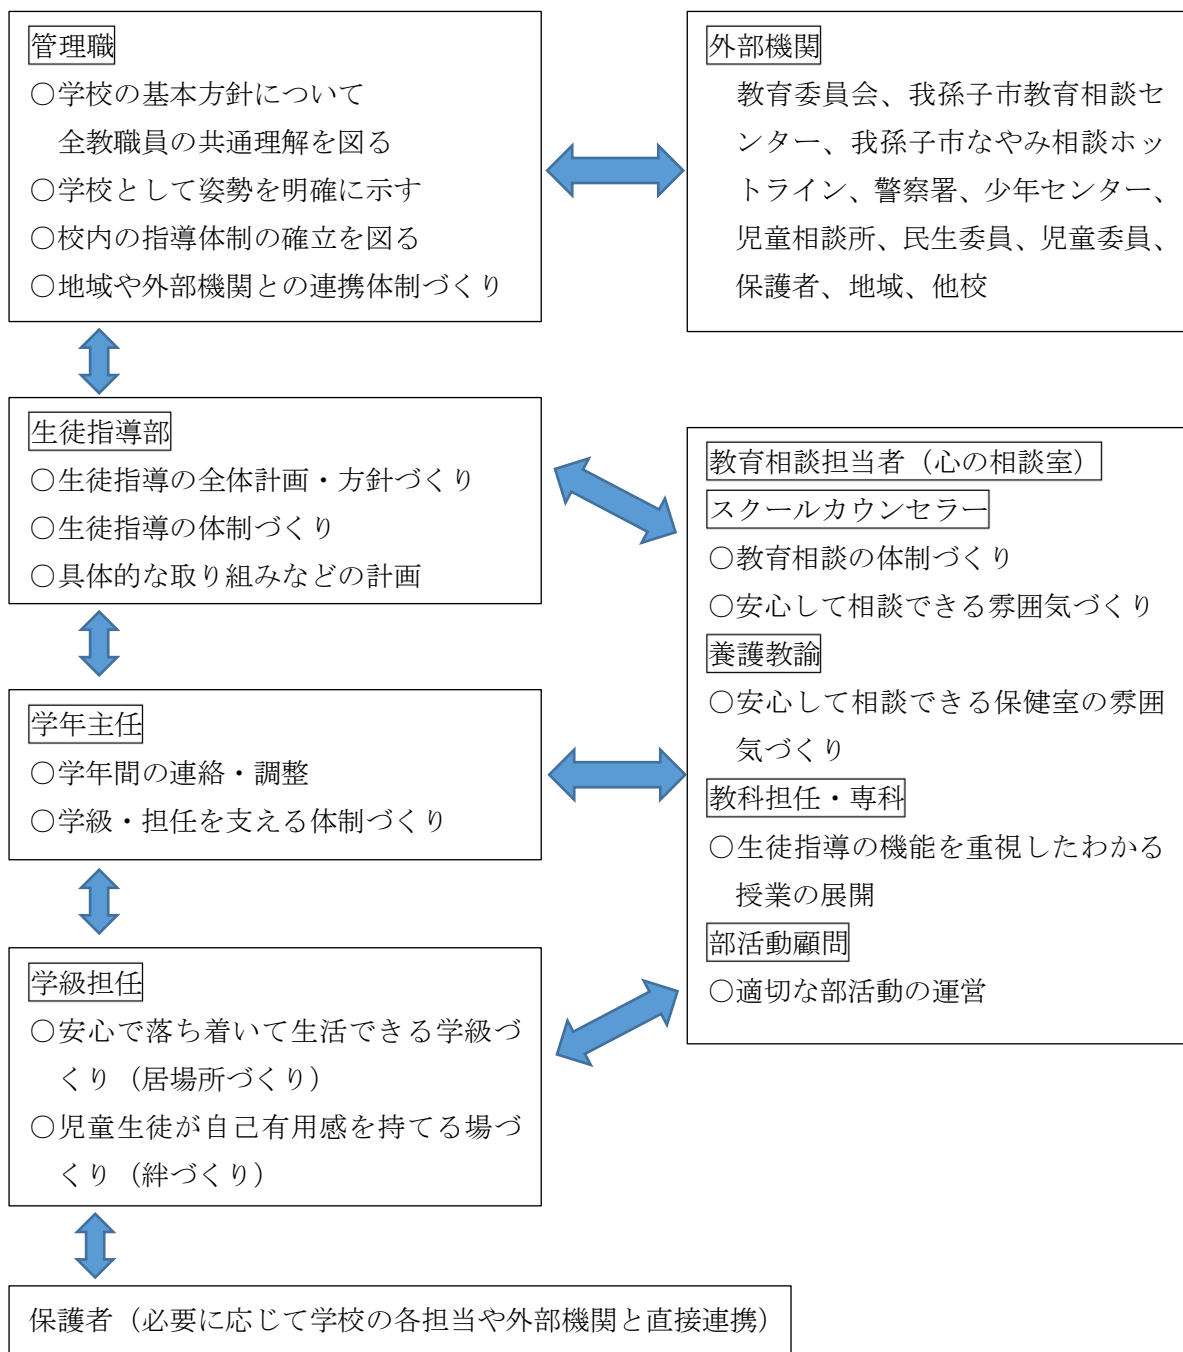 管理職
○学校の基本方針について
全教職員の共通理解を図る
○学校として姿勢を明確に示す
○校内の指導体制の確立を図る
○地域や外部機関との連携体制づくり
外部機関
教育委員会、我孫子市教育相談セ
ンター、我孫子市なやみ相談ホッ
トライン、警察署、少年センター、
児童相談所、民生委員、児童委員、
保護者、地域、他校
生徒指導部
○生徒指導の全体計画・方針づくり
○生徒指導の体制づくり
○具体的な取り組みなどの計画
教育相談担当者（心の相談室）
スクールカウンセラー
○教育相談の体制づくり
○安心して相談できる雰囲気づくり
養護教諭
○安心して相談できる保健室の雰囲
気づくり
教科担任・専科
○生徒指導の機能を重視したわかる
授業の展開
部活動顧問
○適切な部活動の運営
学年主任
○学年間の連絡・調整
○学級・担任を支える体制づくり
学級担任
○安心で落ち着いて生活できる学級づ
くり（居場所づくり）
○児童生徒が自己有用感を持てる場づ
くり（絆づくり）
保護者（必要に応じて学校の各担当や外部機関と直接連携）